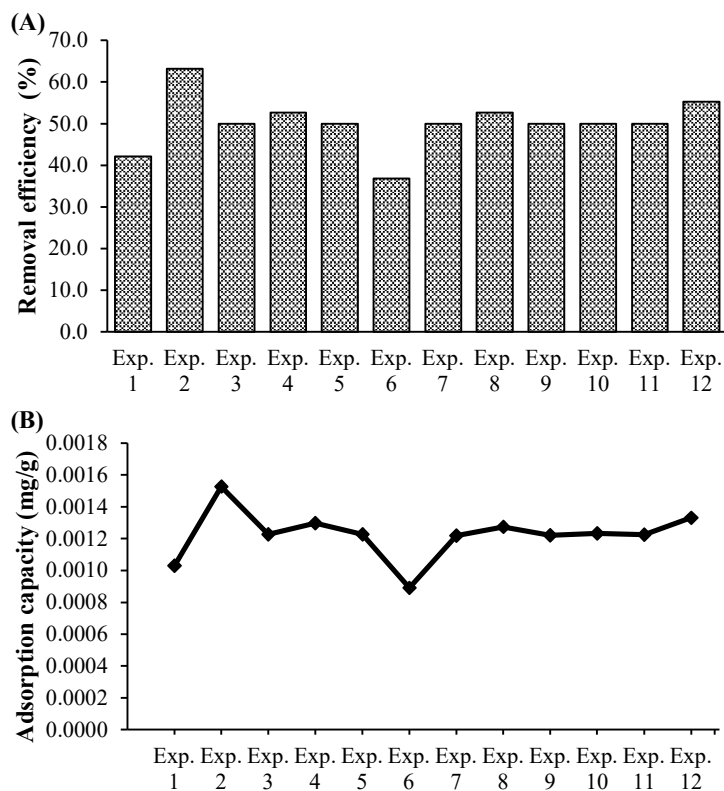 (A)
Removal efficiency (%)
70.0
60.0
50.0
40.0
30.0
20.0
10.0
0.0
Exp. Exp. Exp. Exp. Exp. Exp. Exp. Exp. Exp. Exp. Exp. Exp.
1 2 3 4 5 6 7 8 9 10 11 12
(B)
Adsorption capacity (mg/g)
0.0018
0.0016
0.0014
0.0012
0.0010
0.0008
0.0006
0.0004
0.0002
0.0000
Exp. Exp. Exp. Exp. Exp. Exp. Exp. Exp. Exp. Exp. Exp. Exp.
1 2 3 4 5 6 7 8 9 10 11 12